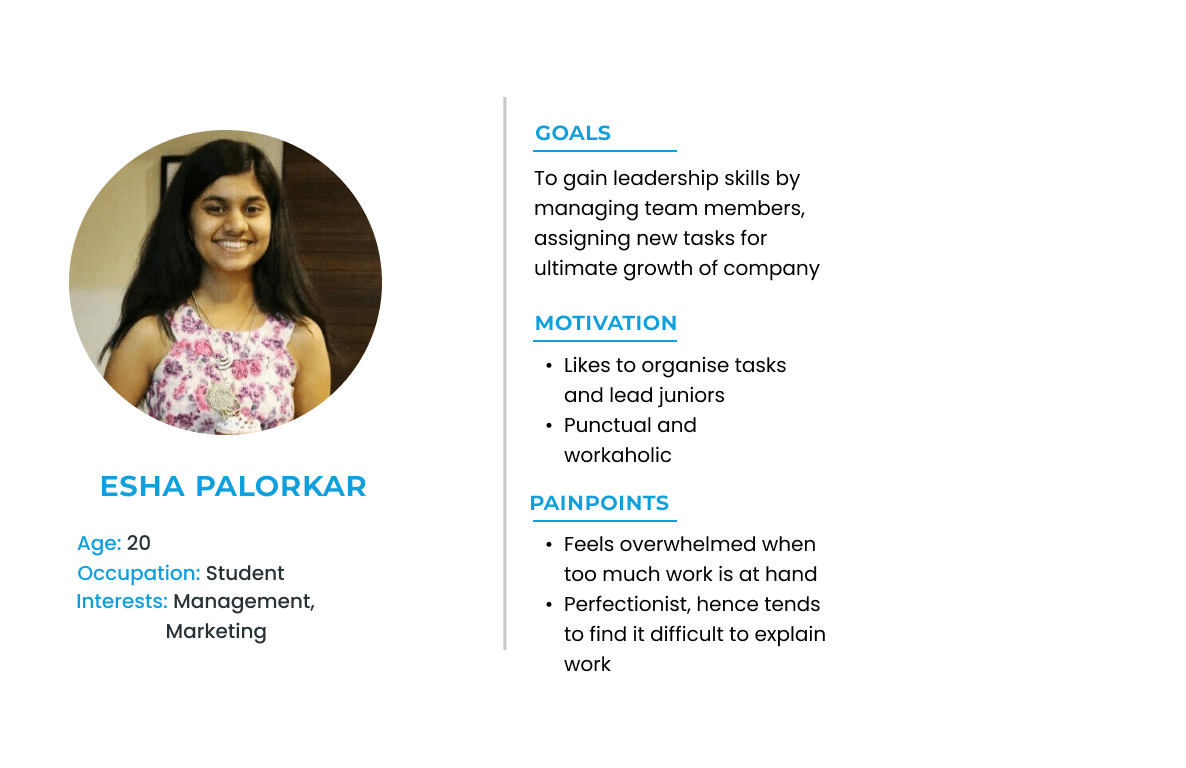 ESHA PALORKAR
Age: 20
Occupation: Student
Interests: Management,
Marketing
GOALS
To gain leadership skills by
managing team members,
assigning new tasks for
ultimate growth of company
MOTIVATION
• Likes to organise tasks
and lead juniors
• Punctual and
workaholic
PAINPOINTS
• Feels overwhelmed when
too much work is at hand
• Perfectionist, hence tends
to find it difficult to explain
work